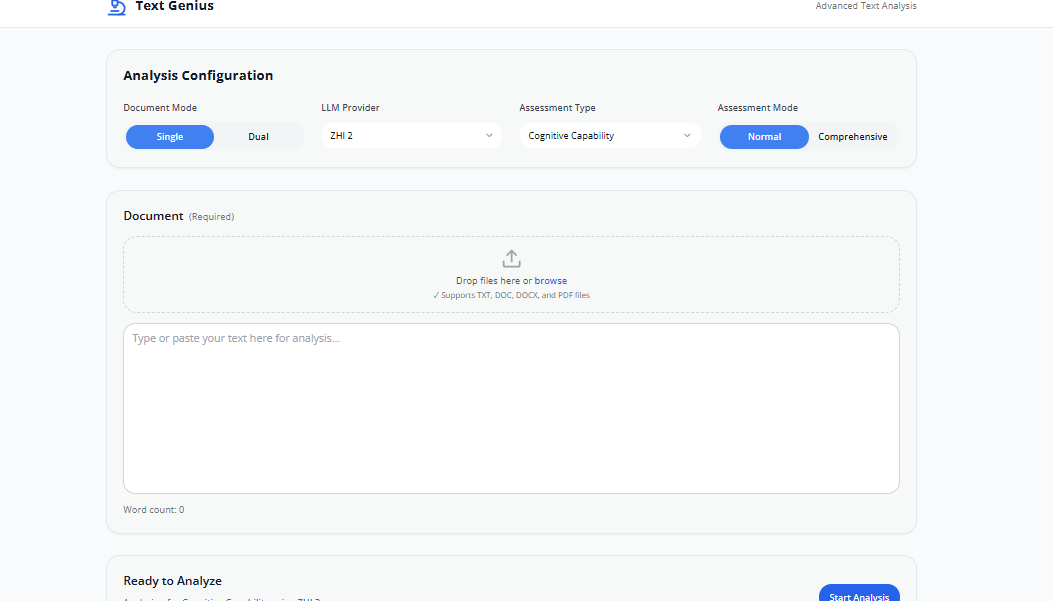 Text Genius
Advanced Text Analysis
Analysis Configuration
Document Mode
LLM Provider
Assessment Type
Assessment Mode
Single
Dual
ZHI 2
Cognitive Capability
Normal
Comprehensive
Document (Required)
Drop files here or browse
✓ Supports TXT, DOC, DOCX, and PDF files
Type or paste your text here for analysis...
Word count: 0
Ready to Analyze
Start Analysis